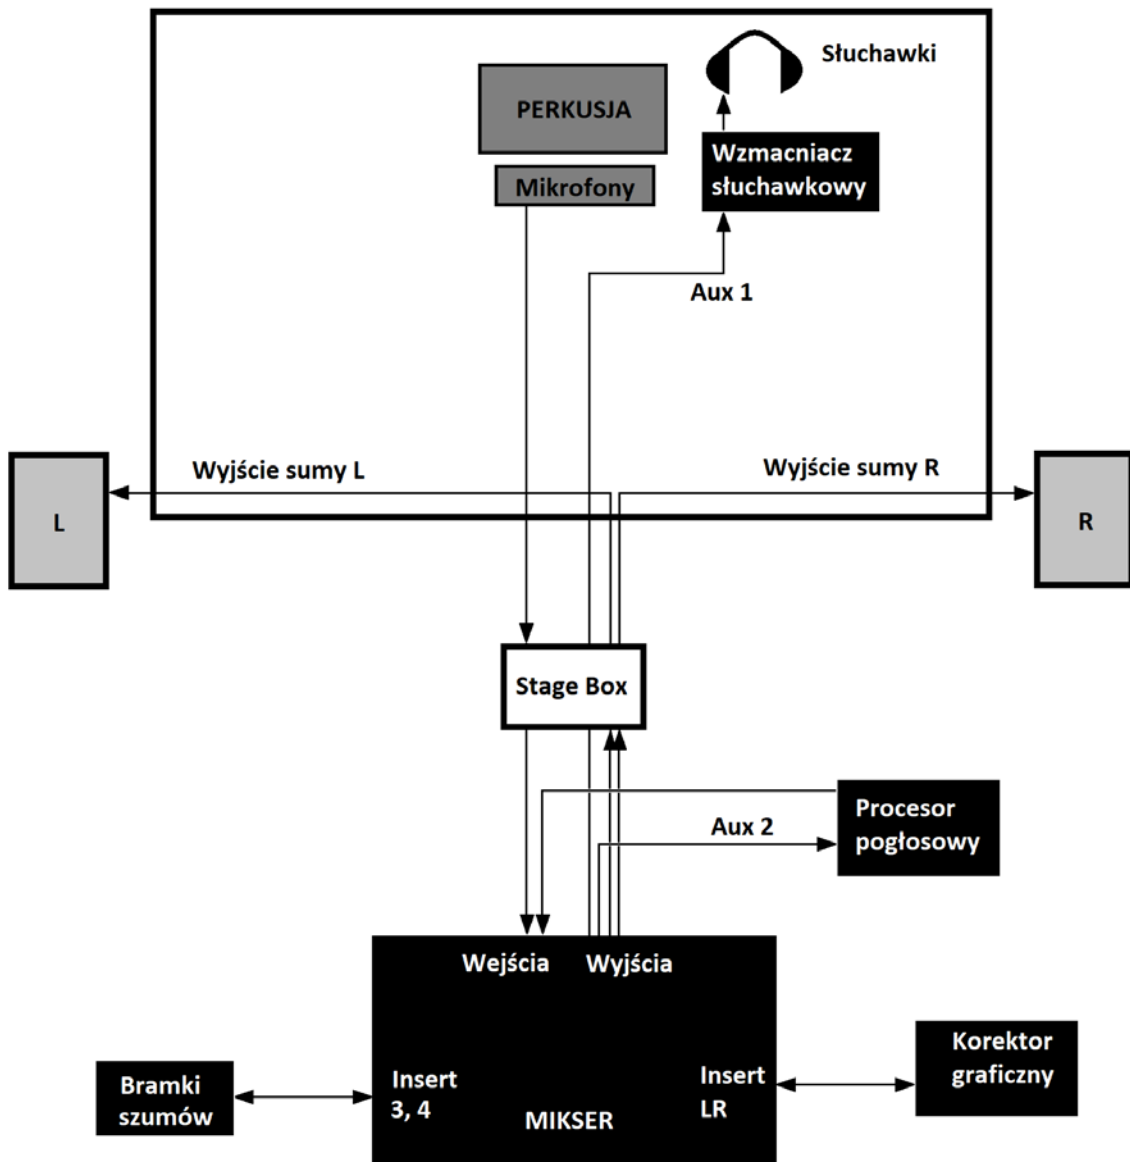 Słuchawki
PERKUSJA
Wzmacniacz
słuchawkowy
Mikrofony
Aux 1
Wyjście sumy L
Wyjście sumy R
L
R
Stage Box
Procesor
pogłosowy
Aux 2
Wejścia
Wyjścia
Korektor
graficzny
Bramki
szumów
Insert
3, 4
Insert
LR
MIKSER